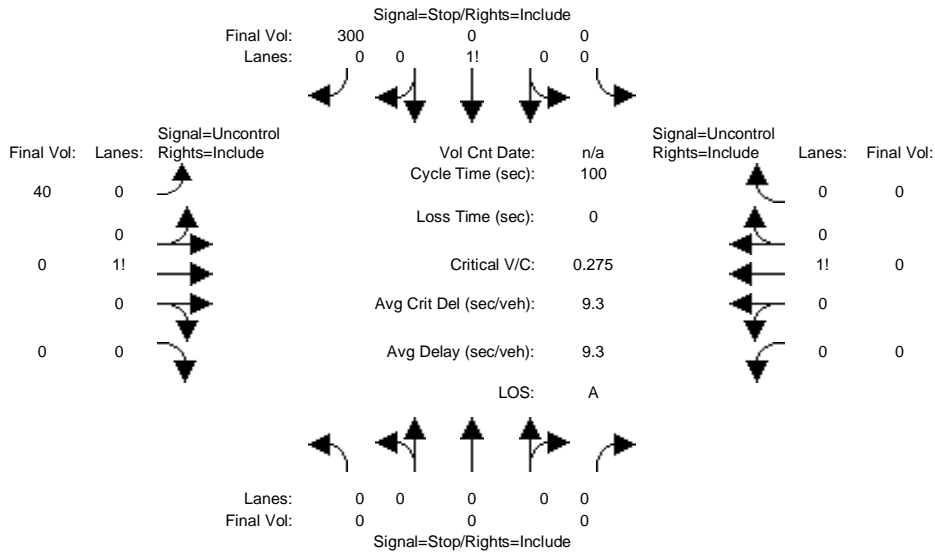 Signal=Stop/Rights=Include
Final Vol: 300 0 0
Lanes: 0 0 1! 0 0
Signal=Uncontrol Signal=Uncontrol
Final Vol: Lanes: Rights=Include Vol Cnt Date: n/a Rights=Include Lanes: Final Vol:
Cycle Time (sec): 100
40 0 0 0
Loss Time (sec): 0
0 0
0 1! Critical V/C: 0.275 1! 0
0 Avg Crit Del (sec/veh): 9.3 0
0 0 Avg Delay (sec/veh): 9.3 0 0
LOS: A
Lanes: 0 0 0 0 0
Final Vol: 0 0 0
Signal=Stop/Rights=Include